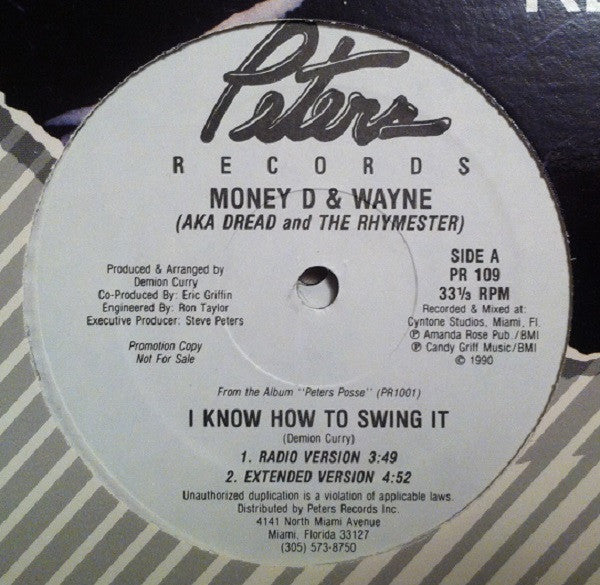 Peters
RECORDS
MONEY D & WAYNE
(AKA DREAD and THE RHYMESTER)
SIDE A
PR 109
33⅓ RPM
Recorded & Mixed at:
Cyntone Studios, Miami, Fl.
℗ Amanda Rose Pub./BMI
℗ Candy Griff Music/BMI
© 1990
Produced & Arranged by
Demion Curry
Co-Produced By: Eric Griffin
Engineered By: Ron Taylor
Executive Producer: Steve Peters
Promotion Copy
Not For Sale
From the Album "'Peters Posse" (PR1001)
I KNOW HOW TO SWING IT
(Demion Curry)
1. RADIO VERSION 3:49
2. EXTENDED VERSION 4:52
Unauthorized duplication is a violation of applicable laws.
Distributed by Peters Records Inc.
4141 North Miami Avenue
Miami, Florida 33127
(305) 573-8750